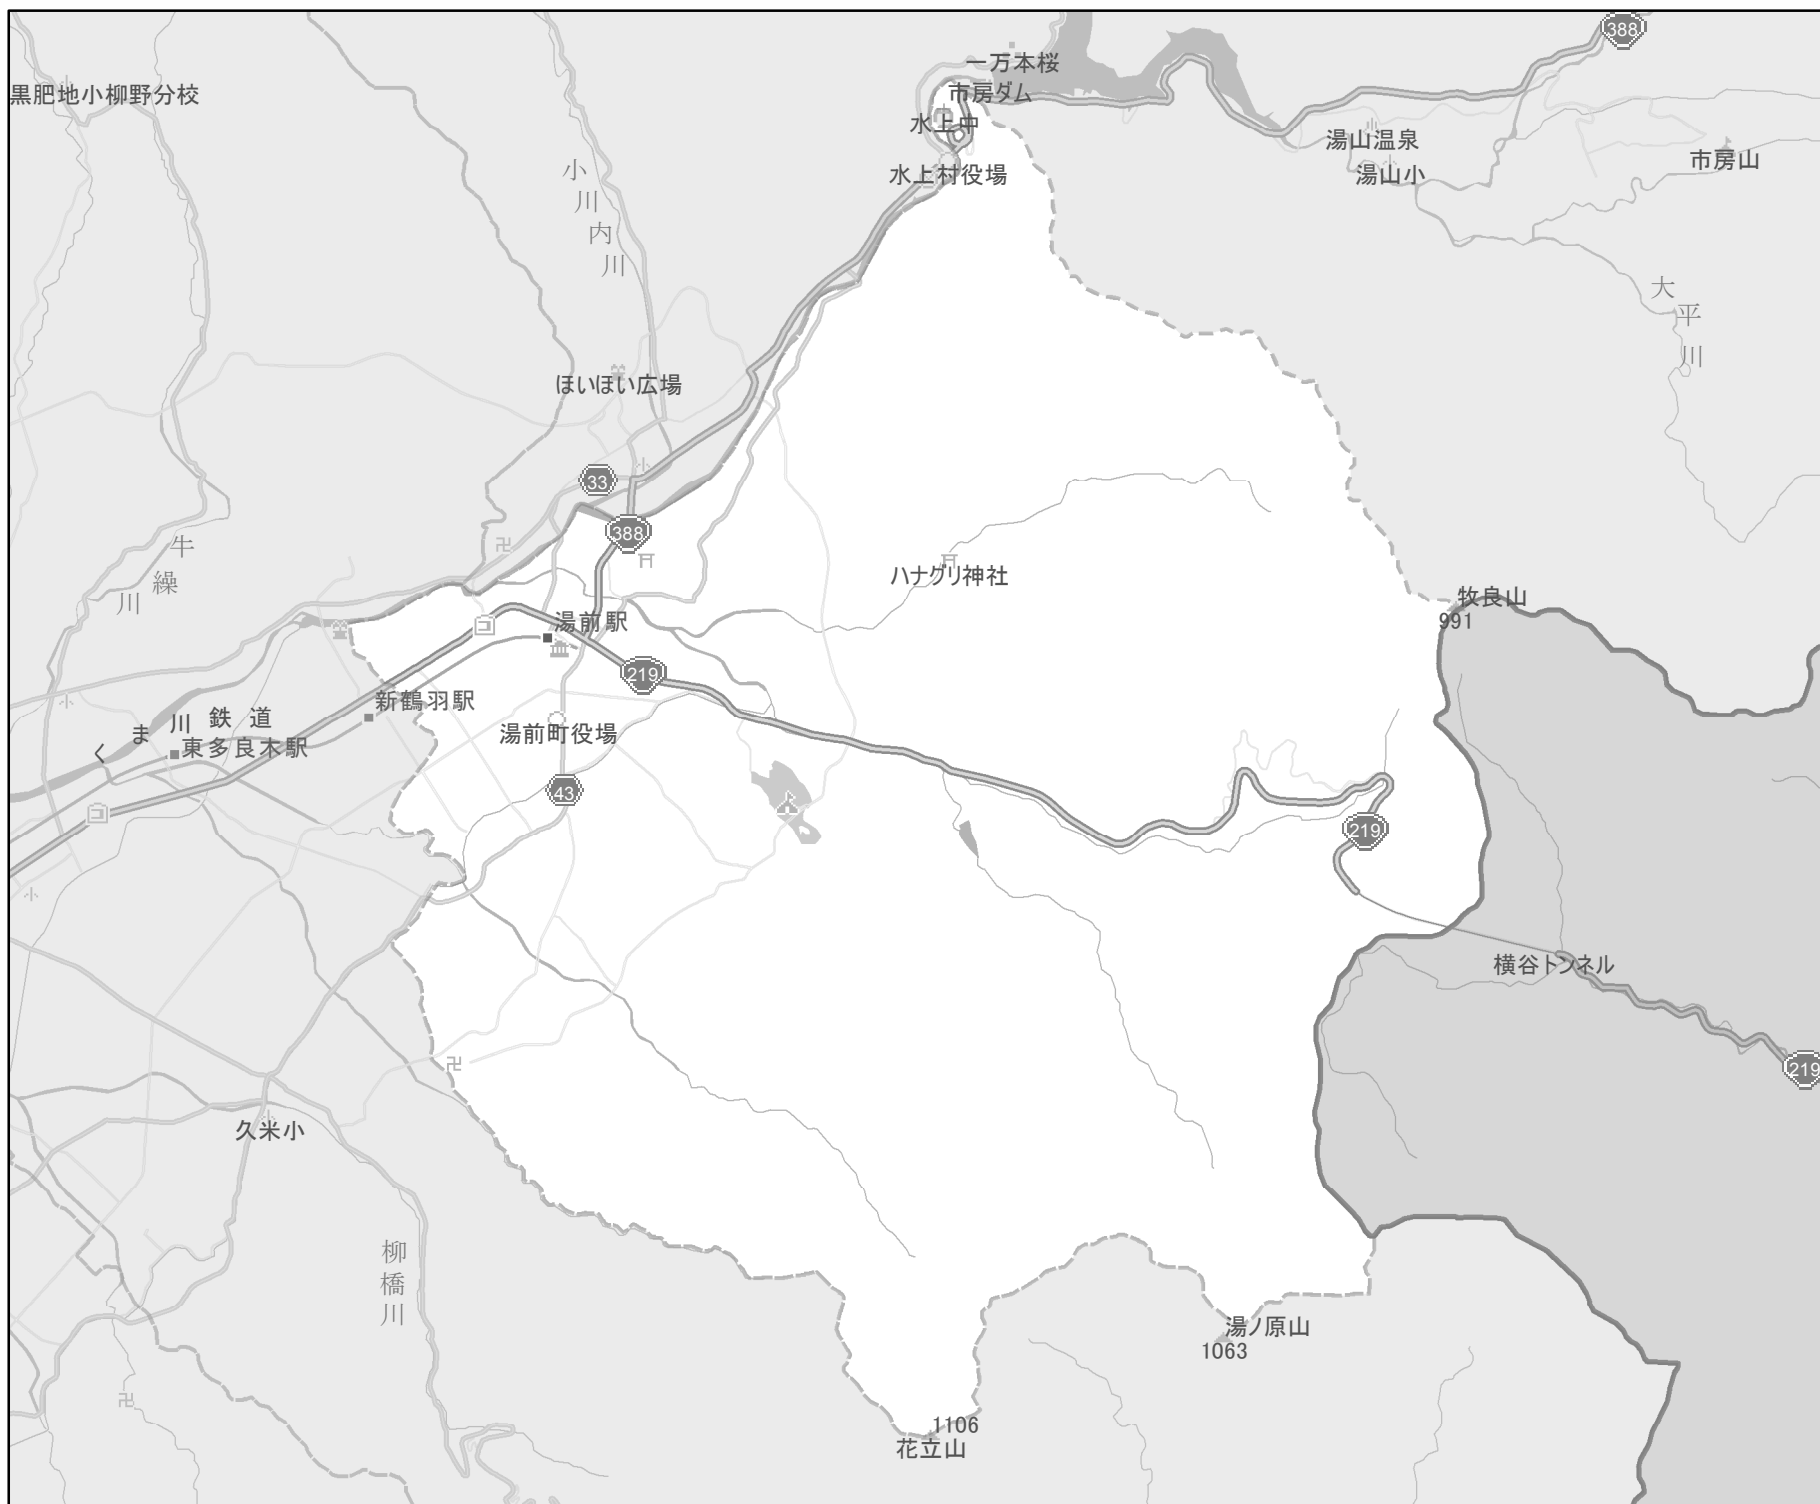 388
一万本桜
黒肥地小柳野分校
市房ダム
水上中
湯山温泉
市房山
水上村役場
湯山小
小川内川
大平川
ほいほい広場
33
388
牛繰川
ハナグリ神社
牧良山
991
湯前駅
219
新鶴羽駅
くま川鉄道
東多良木駅
湯前町役場
43
219
横谷トンネル
219
久米小
柳橋川
湯ノ原山
1063
1106
花立山